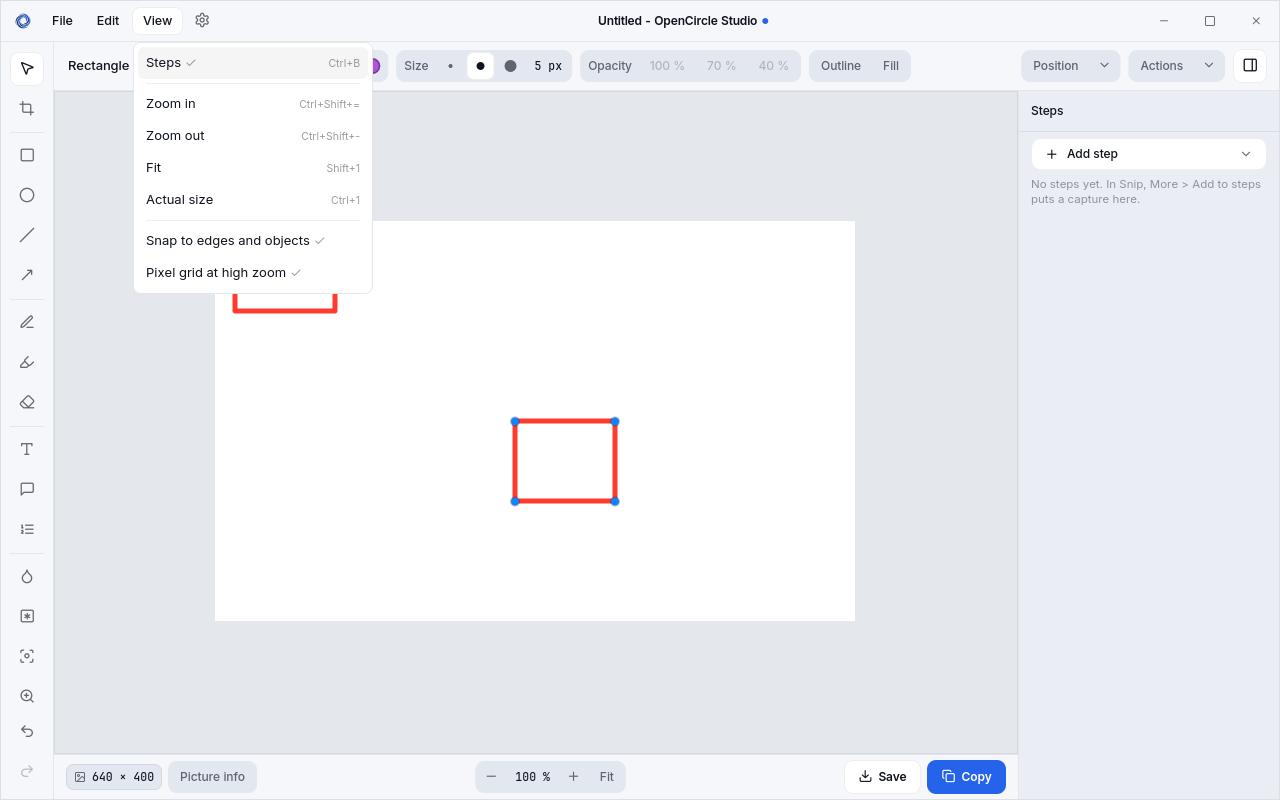 File Edit View Untitled - OpenCircle Studio
Rectangle Size 5 px Opacity 100 % 70 % 40 % Outline Fill Position Actions
Steps Ctrl+B
Zoom in Ctrl+Shift+=
Zoom out Ctrl+Shift+-
Fit Shift+1
Actual size Ctrl+1
Snap to edges and objects
Pixel grid at high zoom
Steps
Add step
No steps yet. In Snip, More > Add to steps
puts a capture here.
640 × 400 Picture info 100 % Fit Save Copy